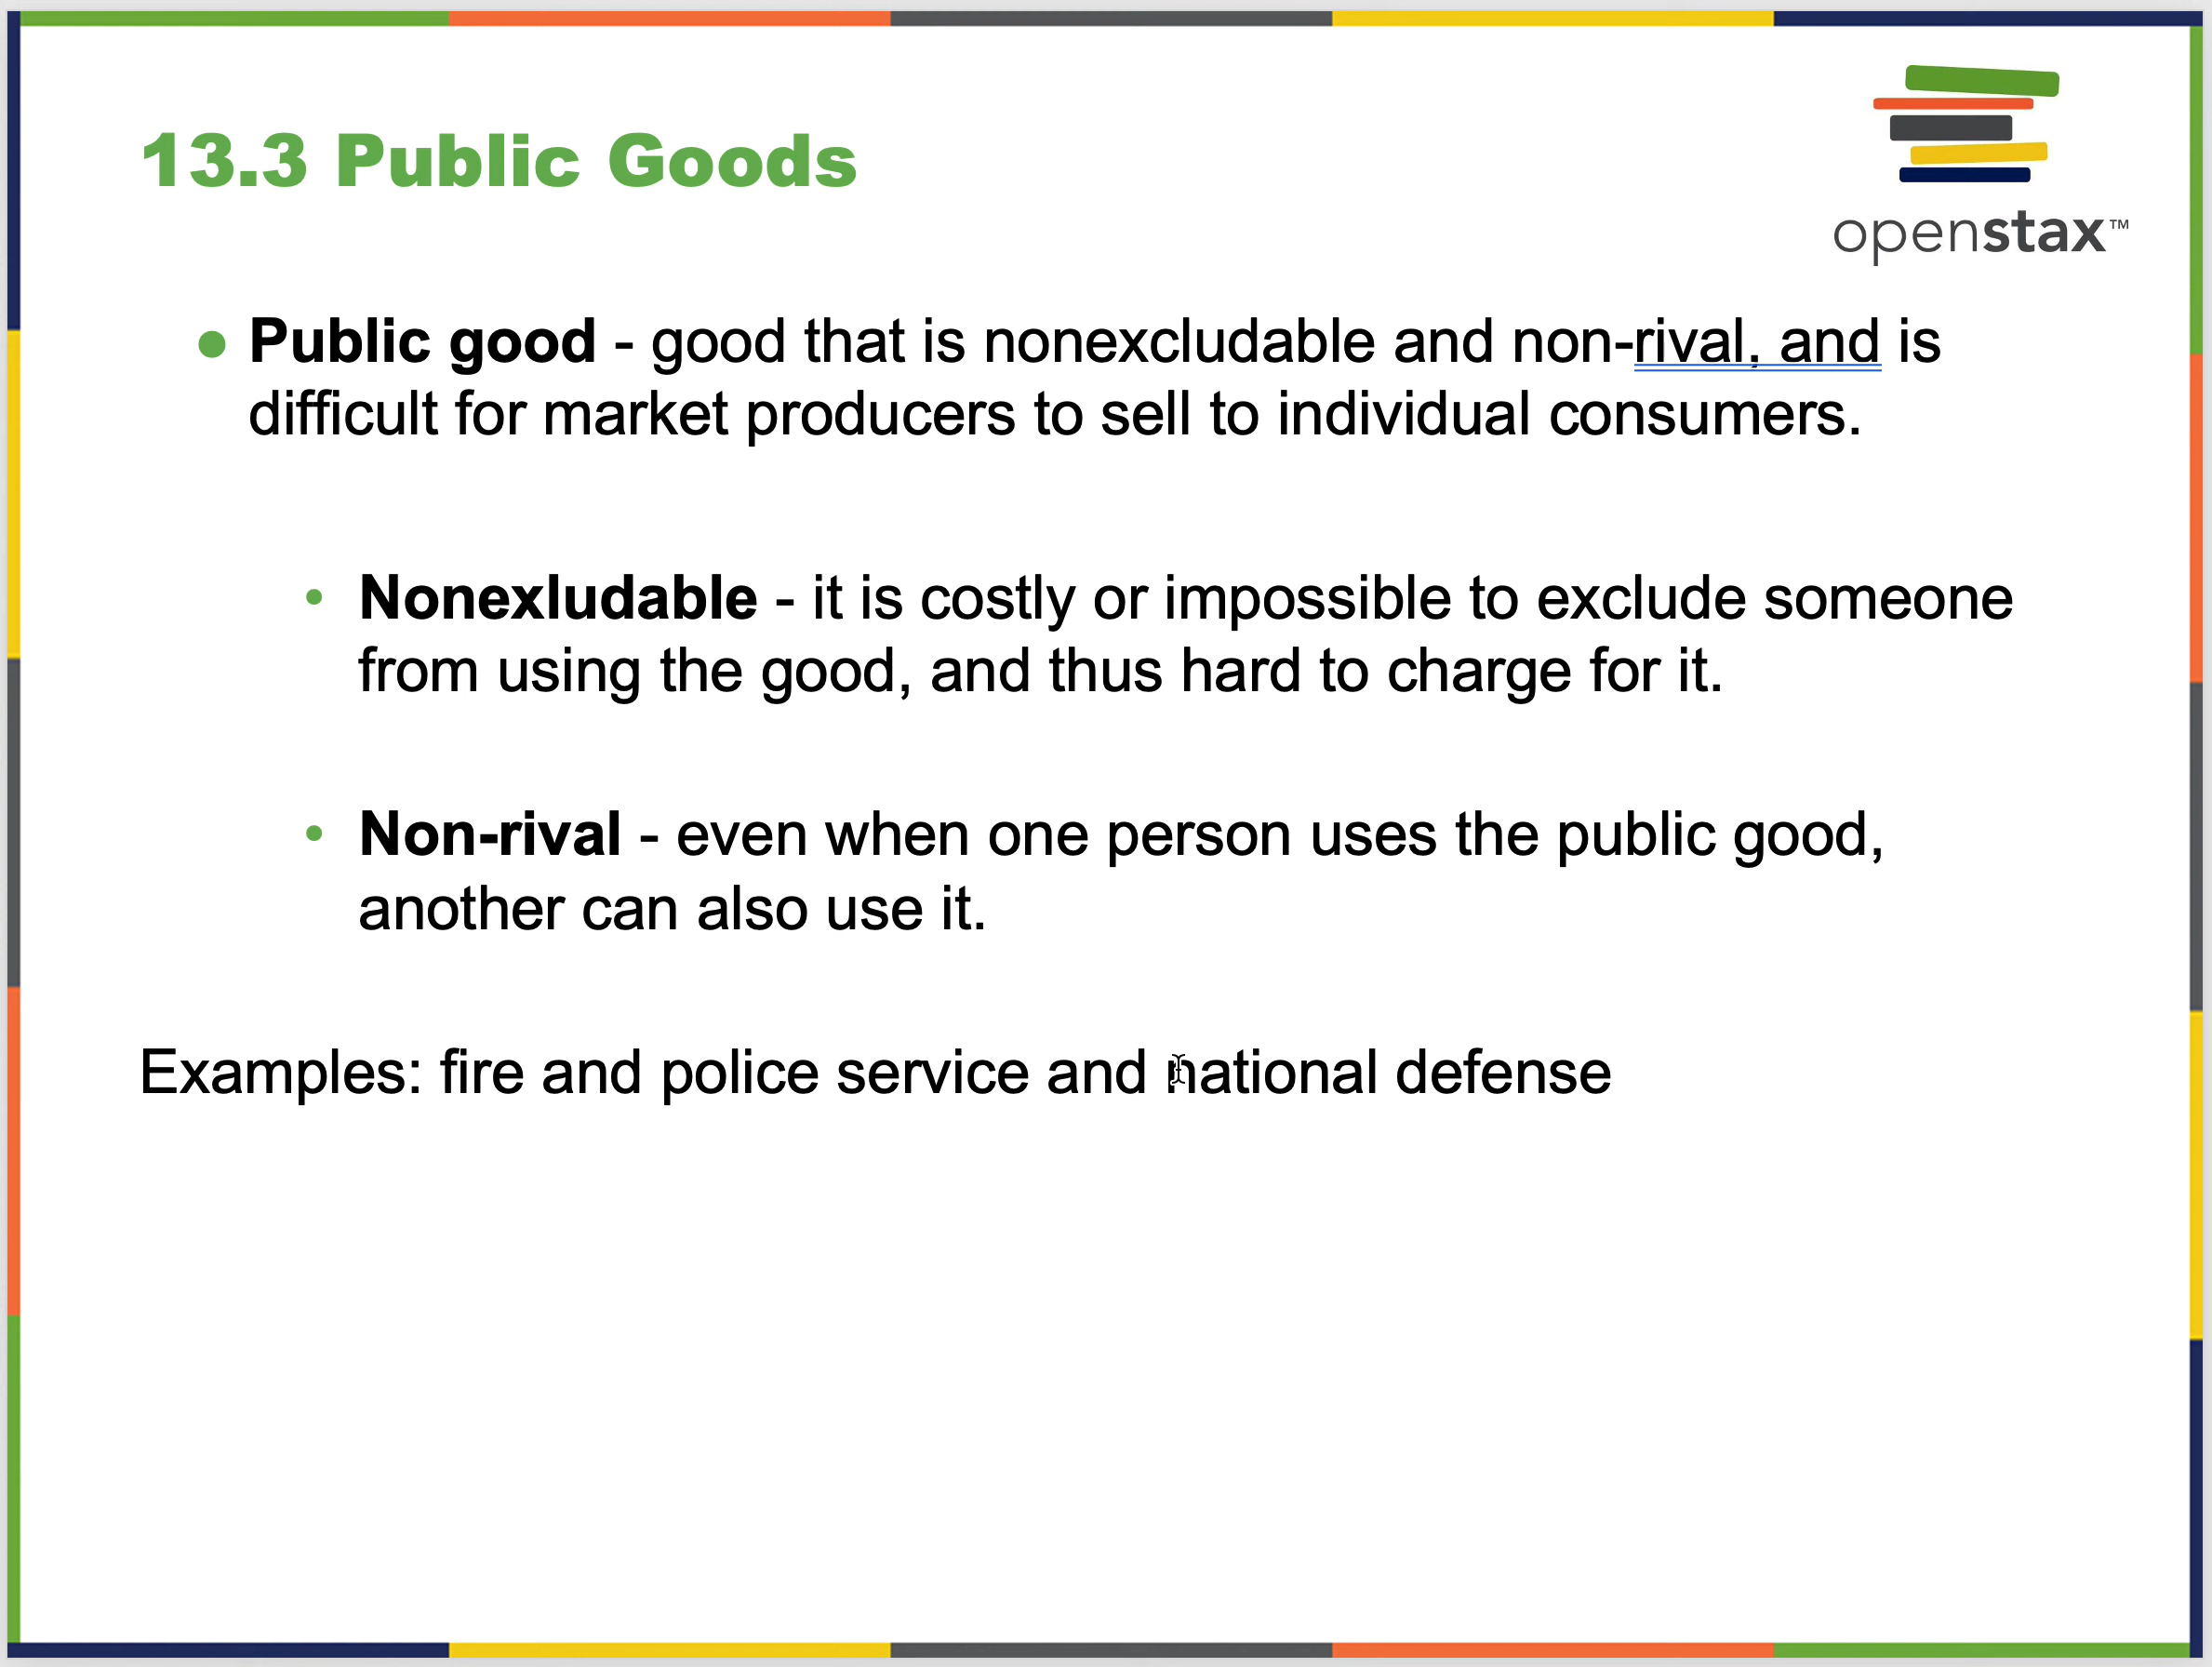 13.3 Public Goods
openstax™
Public good - good that is nonexcludable and non-rival, and is
difficult for market producers to sell to individual consumers.
Nonexludable - it is costly or impossible to exclude someone
from using the good, and thus hard to charge for it.
Non-rival - even when one person uses the public good,
another can also use it.
Examples: fire and police service and national defense